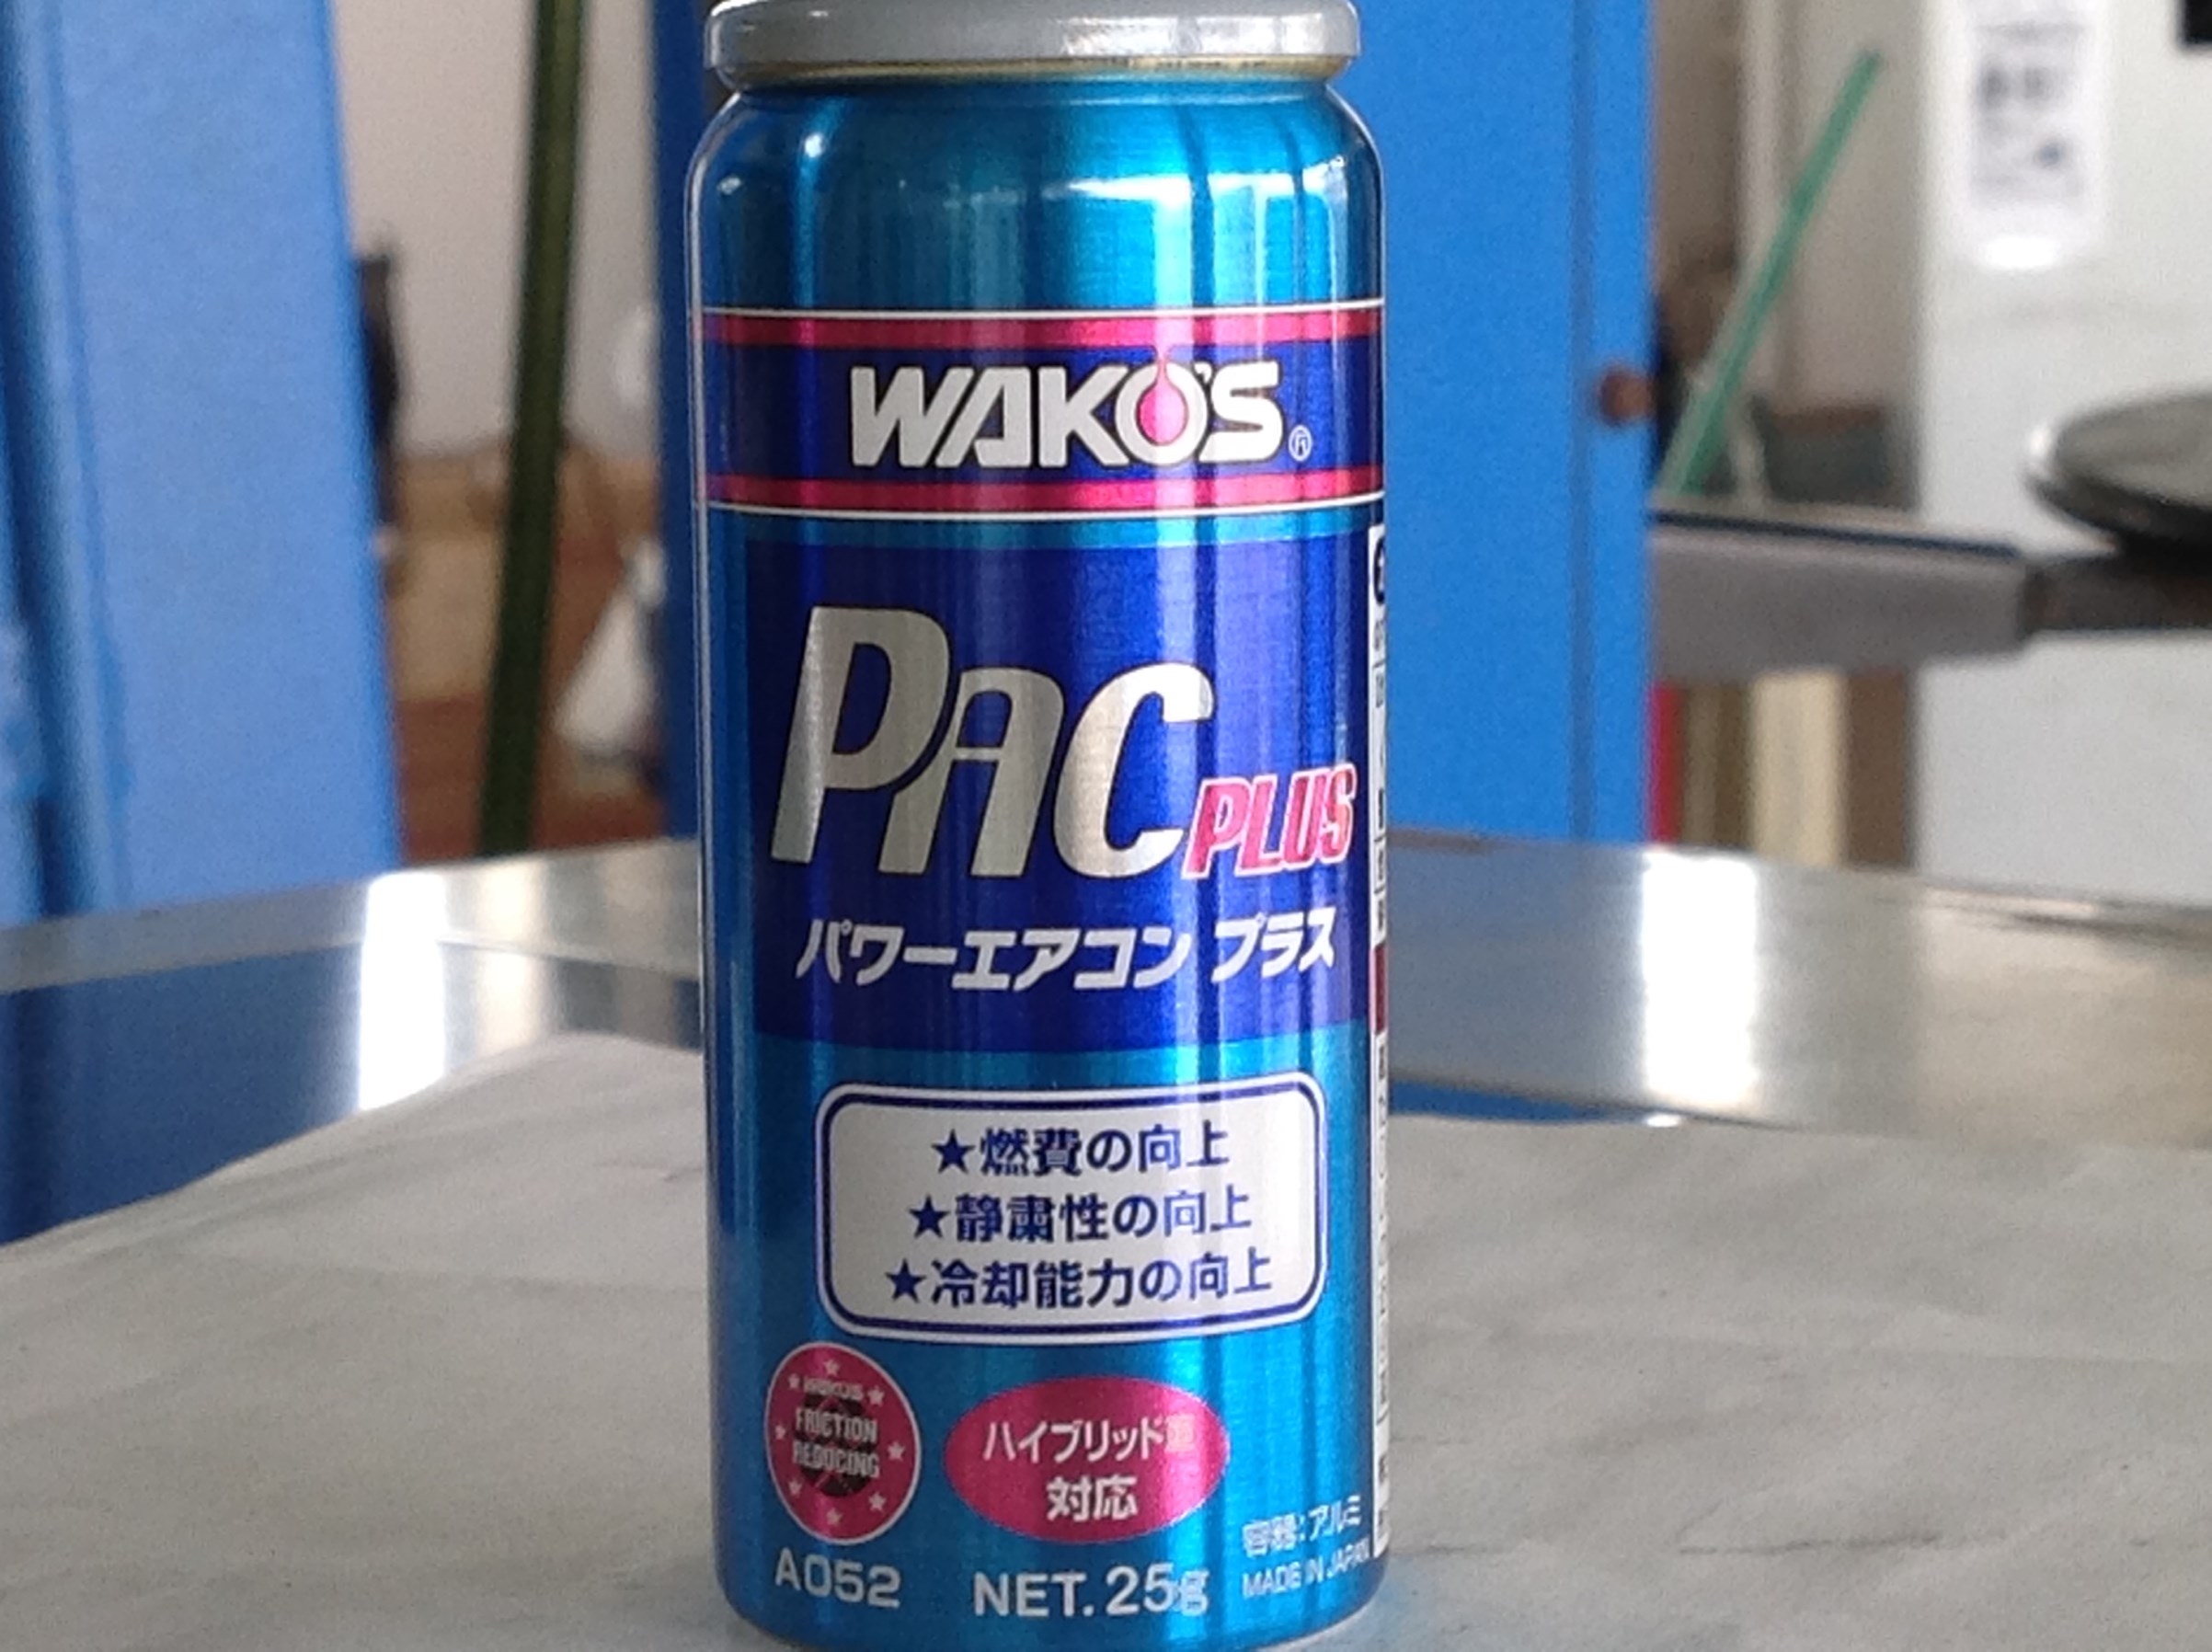 WAKO'S®
PAC PLUS
パワーエアコン プラス
★燃費の向上
★静粛性の向上
★冷却能力の向上
WAKO'S
FRICTION
REDUCING
ハイブリッド車
対応
容器:アルミ
A052
NET. 25g
MADE IN JAPAN